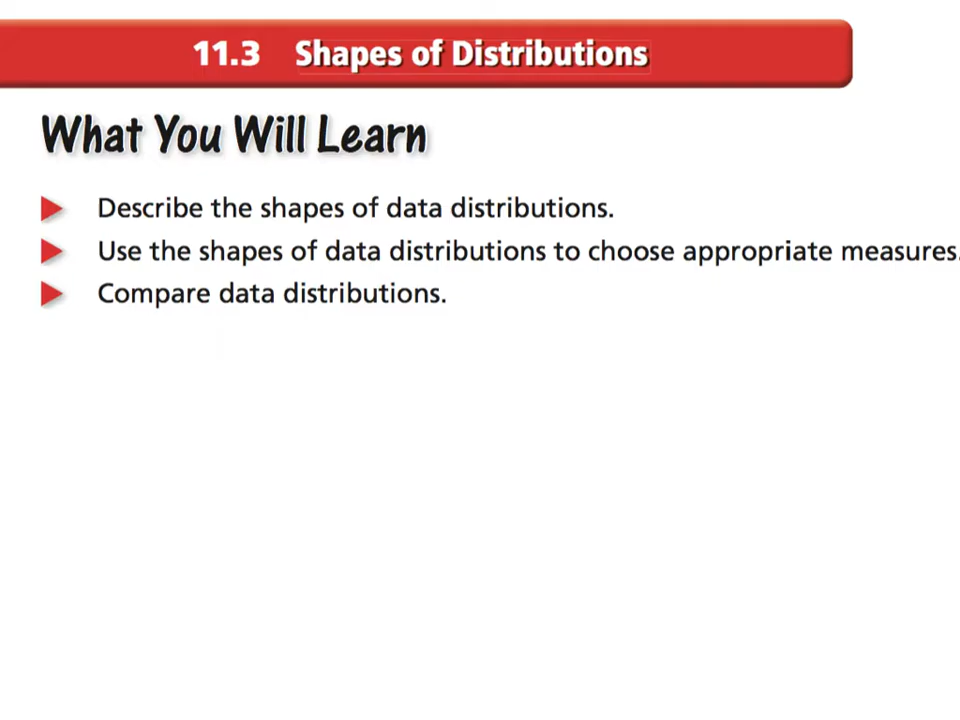 11.3 Shapes of Distributions
What You Will Learn
Describe the shapes of data distributions.
Use the shapes of data distributions to choose appropriate measures.
Compare data distributions.